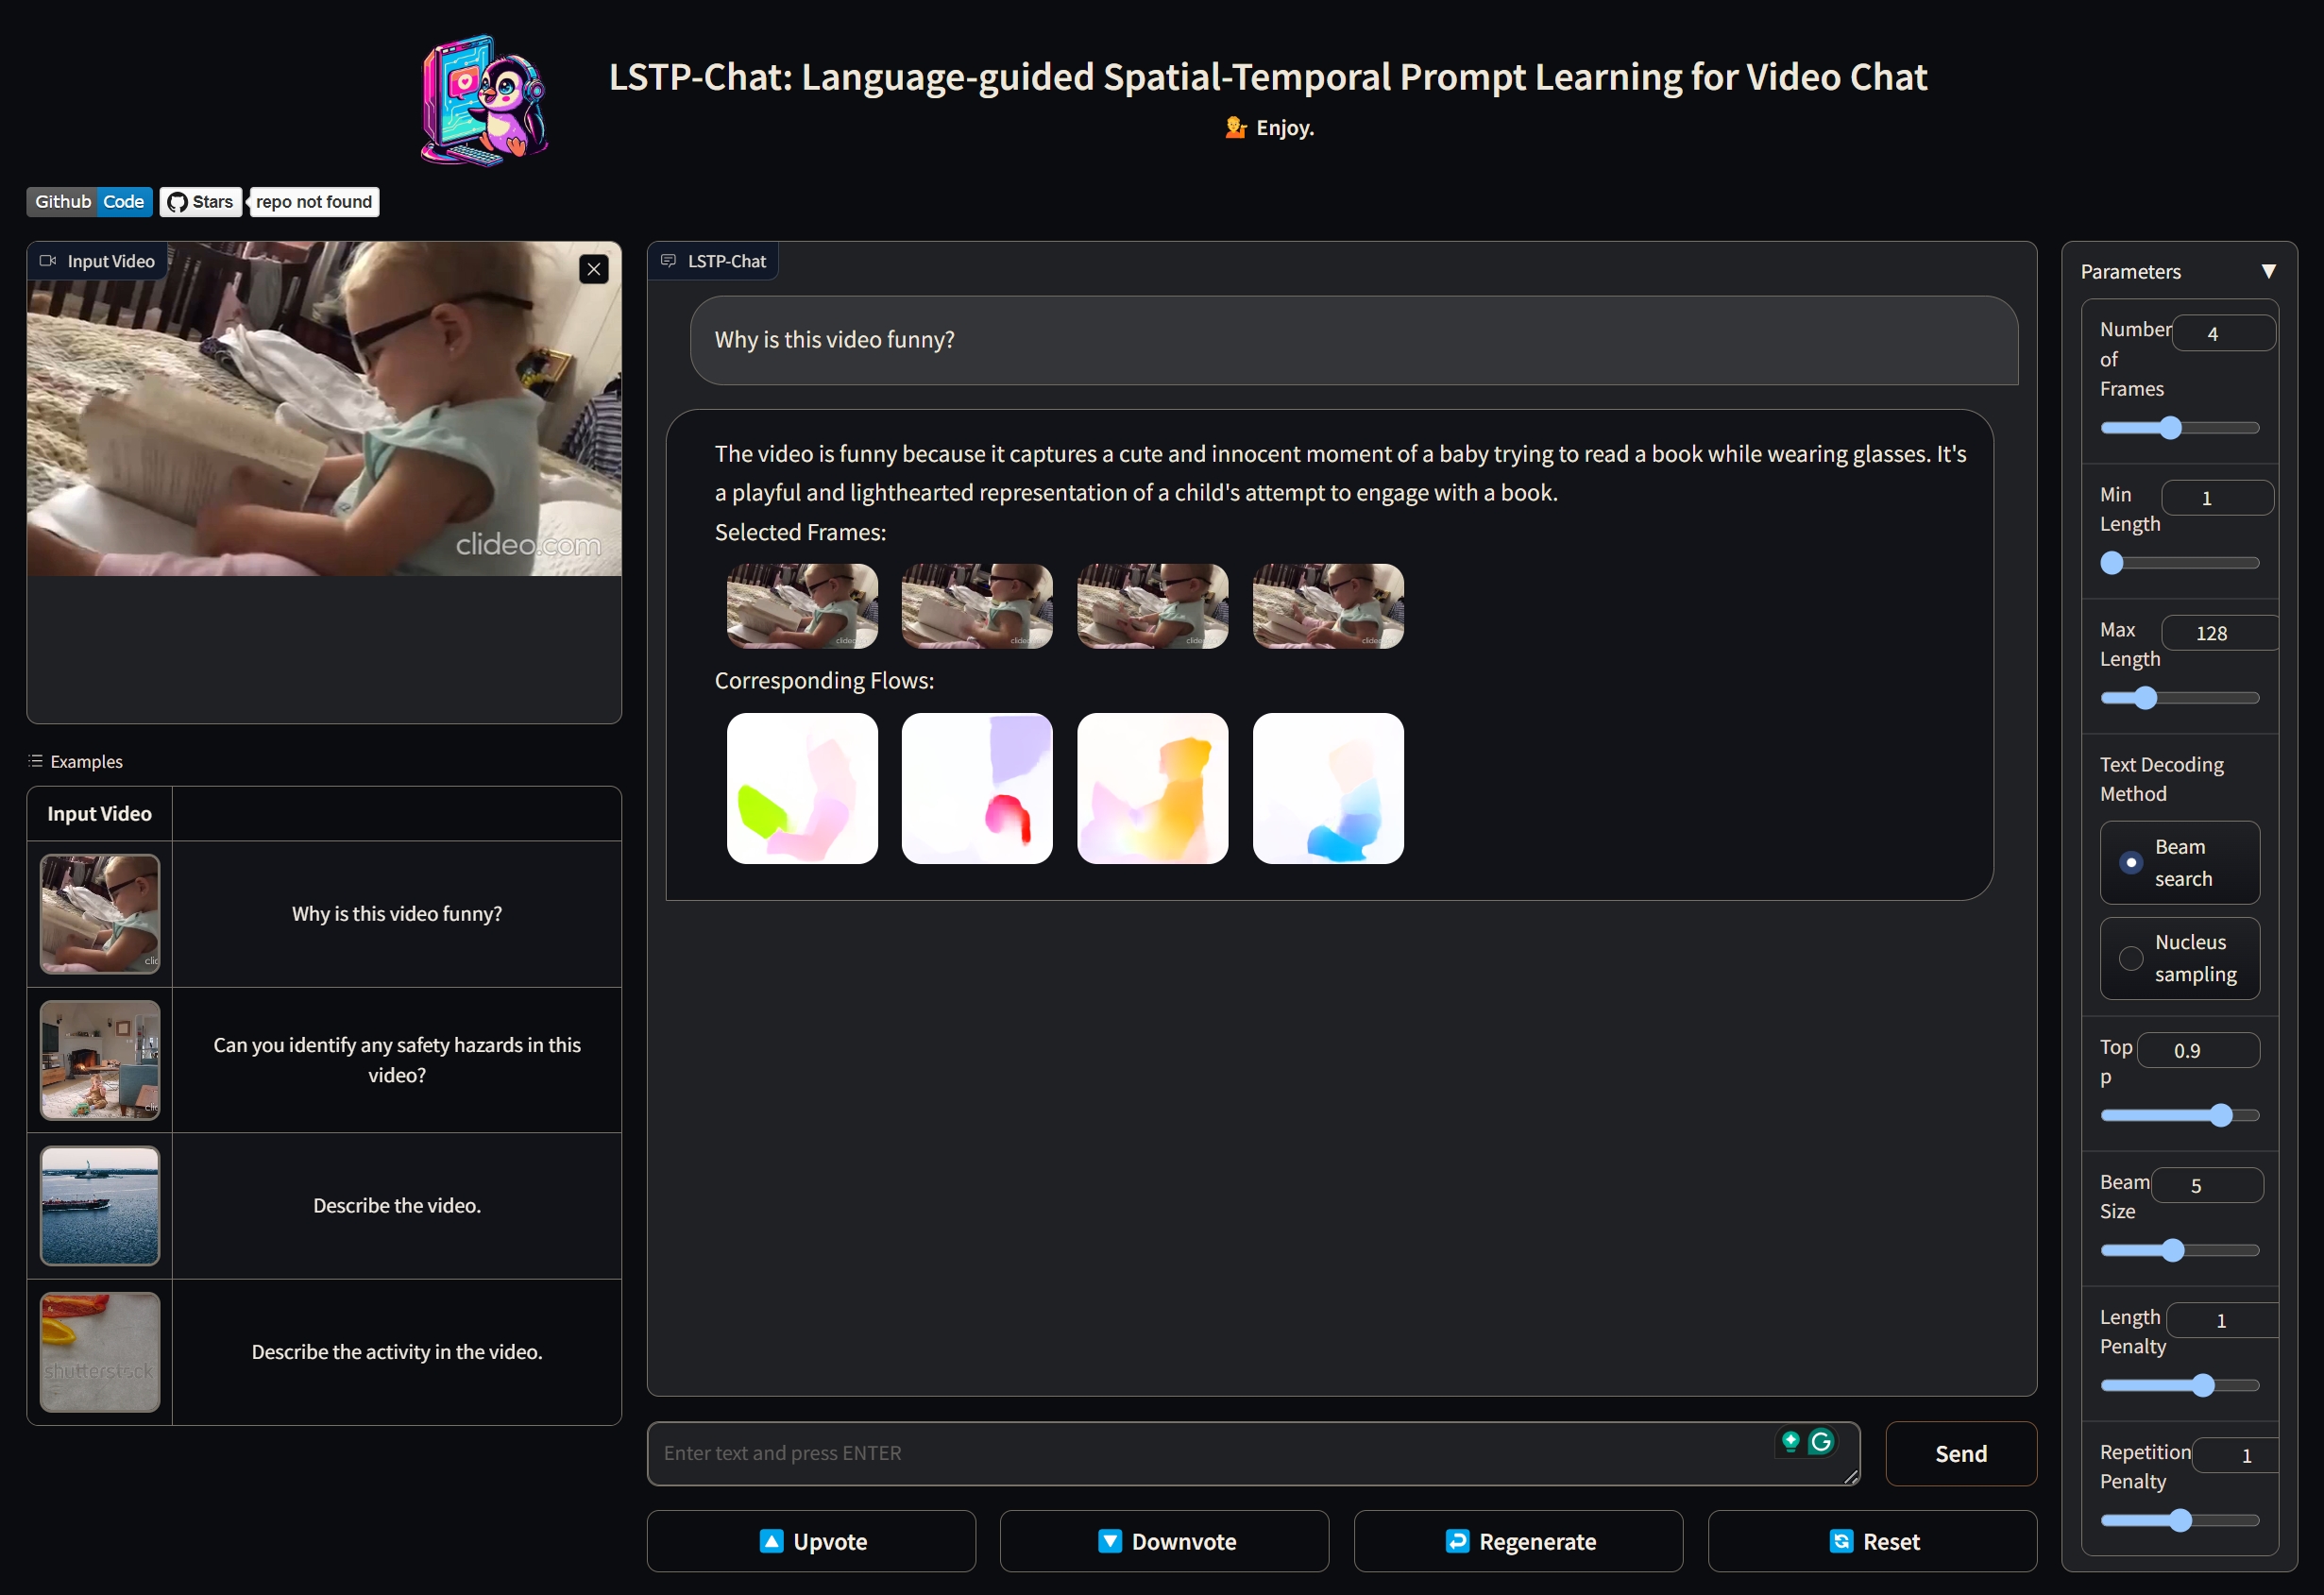 LSTP-Chat: Language-guided Spatial-Temporal Prompt Learning for Video Chat
Enjoy.
Github Code Stars repo not found
Input Video
clideo.com
Examples
Input Video
Why is this video funny?
Can you identify any safety hazards in this
video?
Describe the video.
shutterstock
Describe the activity in the video.
LSTP-Chat
Why is this video funny?
The video is funny because it captures a cute and innocent moment of a baby trying to read a book while wearing glasses. It's
a playful and lighthearted representation of a child's attempt to engage with a book.
Selected Frames:
Corresponding Flows:
Enter text and press ENTER
Send
Upvote
Downvote
Regenerate
Reset
Parameters
Number 4
of
Frames
Min 1
Length
Max 128
Length
Text Decoding
Method
Beam
search
Nucleus
sampling
Top 0.9
p
Beam 5
Size
Length 1
Penalty
Repetition 1
Penalty